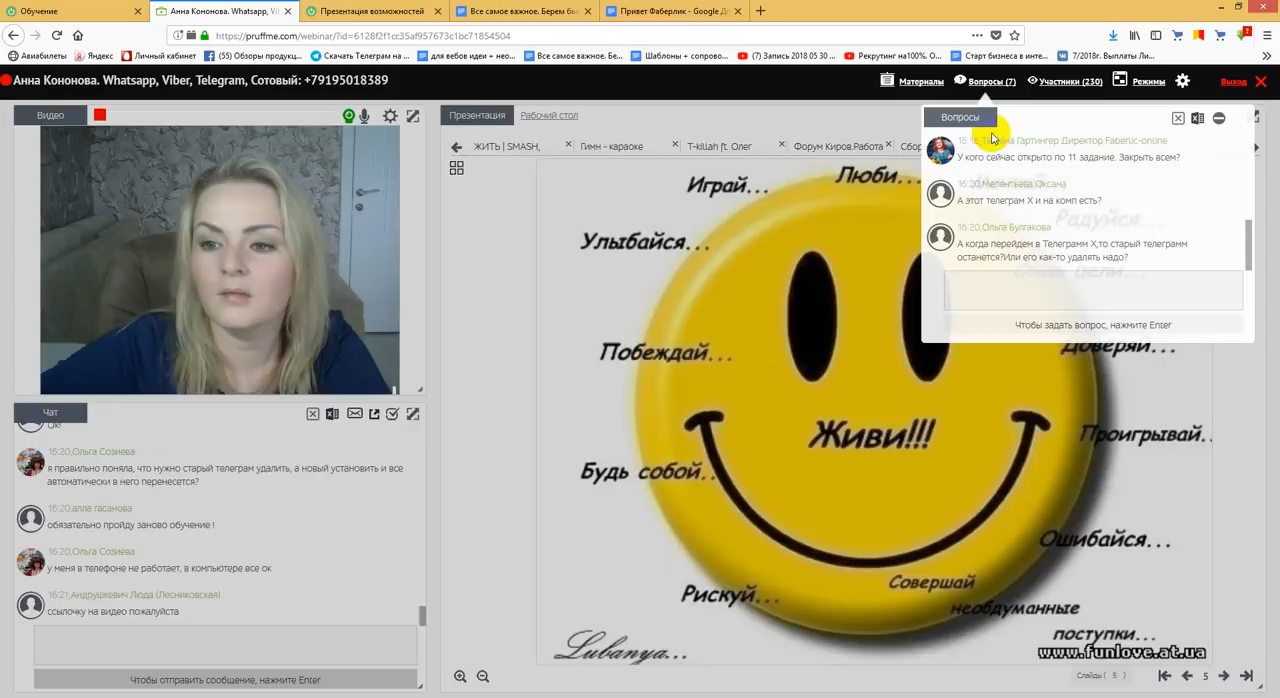 Обучение
Анна Кононова. Whatsapp, Vi
Презентация возможностей
Все самое важное. Берем бы
Привет Фаберлик - Google Д
https://pruffme.com/webinar/?id=6128f2f1cc35af957673c1bc71854504
Авиабилеты
Яндекс
Личный кабинет
(55) Обзоры продук...
Скачать Телеграм на ...
для вебов идеи + нео...
Все самое важное. Бе...
Шаблоны + сопрово...
(7) Запись 2018 05 30 ...
Рекрутинг на100%. О...
Старт бизнеса в интер...
7/2018г. Выплаты Ли...
Анна Кононова. Whatsapp, Viber, Telegram, Сотовый: +79195018389
Материалы
Вопросы (7)
Участники (230)
Режимы
Выход
Видео
Презентация
Рабочий стол
ЖИТЬ | SMASH,
Гимн - караоке
T-killah ft. Олег
Форум Киров.Работа
Сбор
Вопросы
Гартингер Директор Faberlic-online
У кого сейчас открыто по 11 задание. Закрыть всем?
16:20,Мелентьева Оксана
А этот телеграм Х и на комп есть?
16:20,Ольга Булгакова
А когда перейдем в Телеграмм Х,то старый телеграмм
останется?Или его как-то удалять надо?
Чтобы задать вопрос, нажмите Enter
Играй...
Люби...
Улыбайся...
Радуйся...
Побеждай...
Доверяй...
Живи!!!
Проигрывай..
Будь собой..
Ошибайся...
Рискуй...
Совершай
необдуманные
поступки...
Lubanya...
www.funlove.at.ua
Чат
Ок!
16:20,Ольга Созиева
я правильно поняла, что нужно старый телеграм удалить, а новый установить и все
автоматически в него перенесется?
16:20,алла гасанова
обязательно пройду заново обучение !
16:20,Ольга Созиева
у меня в телефоне не работает, в компьютере все ок
16:21,Андрушкевич Люда (Лесниковская)
ссылочку на видео пожалуйста
Чтобы отправить сообщение, нажмите Enter
Слайды [ 5 ]
5